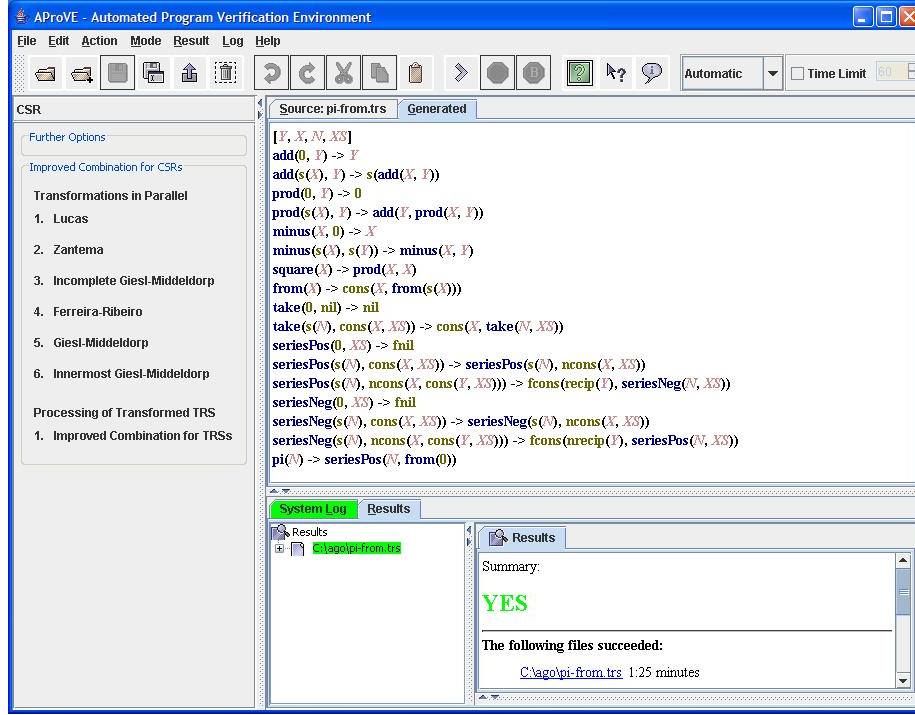 AProVE - Automated Program Verification Environment
File Edit Action Mode Result Log Help
Automatic
Time Limit 60
CSR
Further Options
Improved Combination for CSRs
Transformations in Parallel
1. Lucas
2. Zantema
3. Incomplete Giesl-Middeldorp
4. Ferreira-Ribeiro
5. Giesl-Middeldorp
6. Innermost Giesl-Middeldorp
Processing of Transformed TRS
1. Improved Combination for TRSs
Source: pi-from.trs Generated
[Y, X, N, XS]
add(0, Y) -> Y
add(s(X), Y) -> s(add(X, Y))
prod(0, Y) -> 0
prod(s(X), Y) -> add(Y, prod(X, Y))
minus(X, 0) -> X
minus(s(X), s(Y)) -> minus(X, Y)
square(X) -> prod(X, X)
from(X) -> cons(X, from(s(X)))
take(0, nil) -> nil
take(s(N), cons(X, XS)) -> cons(X, take(N, XS))
seriesPos(0, XS) -> fnil
seriesPos(s(N), cons(X, XS)) -> seriesPos(s(N), ncons(X, XS))
seriesPos(s(N), ncons(X, cons(Y, XS))) -> fcons(recip(Y), seriesNeg(N, XS))
seriesNeg(0, XS) -> fnil
seriesNeg(s(N), cons(X, XS)) -> seriesNeg(s(N), ncons(X, XS))
seriesNeg(s(N), ncons(X, cons(Y, XS))) -> fcons(nrecip(Y), seriesPos(N, XS))
pi(N) -> seriesPos(N, from(0))
System Log Results
Results
C:\ago\pi-from.trs
Results
Summary:
YES
The following files succeeded:
C:\ago\pi-from.trs 1:25 minutes